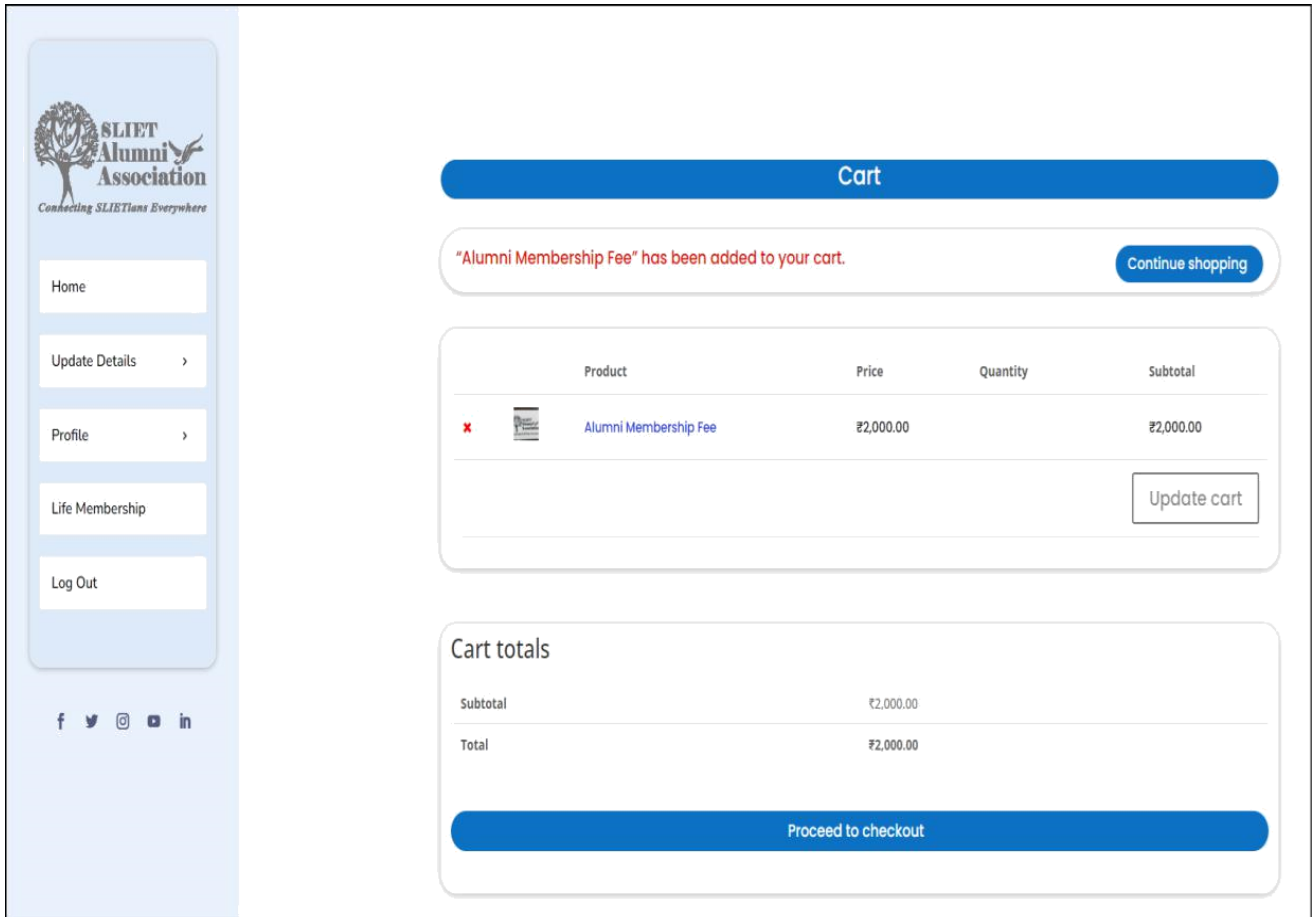 SLIET
Alumni
Association
Connecting SLIETians Everywhere
Home
Update Details ›
Profile ›
Life Membership
Log Out
Cart
“Alumni Membership Fee” has been added to your cart. Continue shopping
Product Price Quantity Subtotal
× Alumni Membership Fee ₹2,000.00 ₹2,000.00
Update cart
Cart totals
Subtotal ₹2,000.00
Total ₹2,000.00
Proceed to checkout